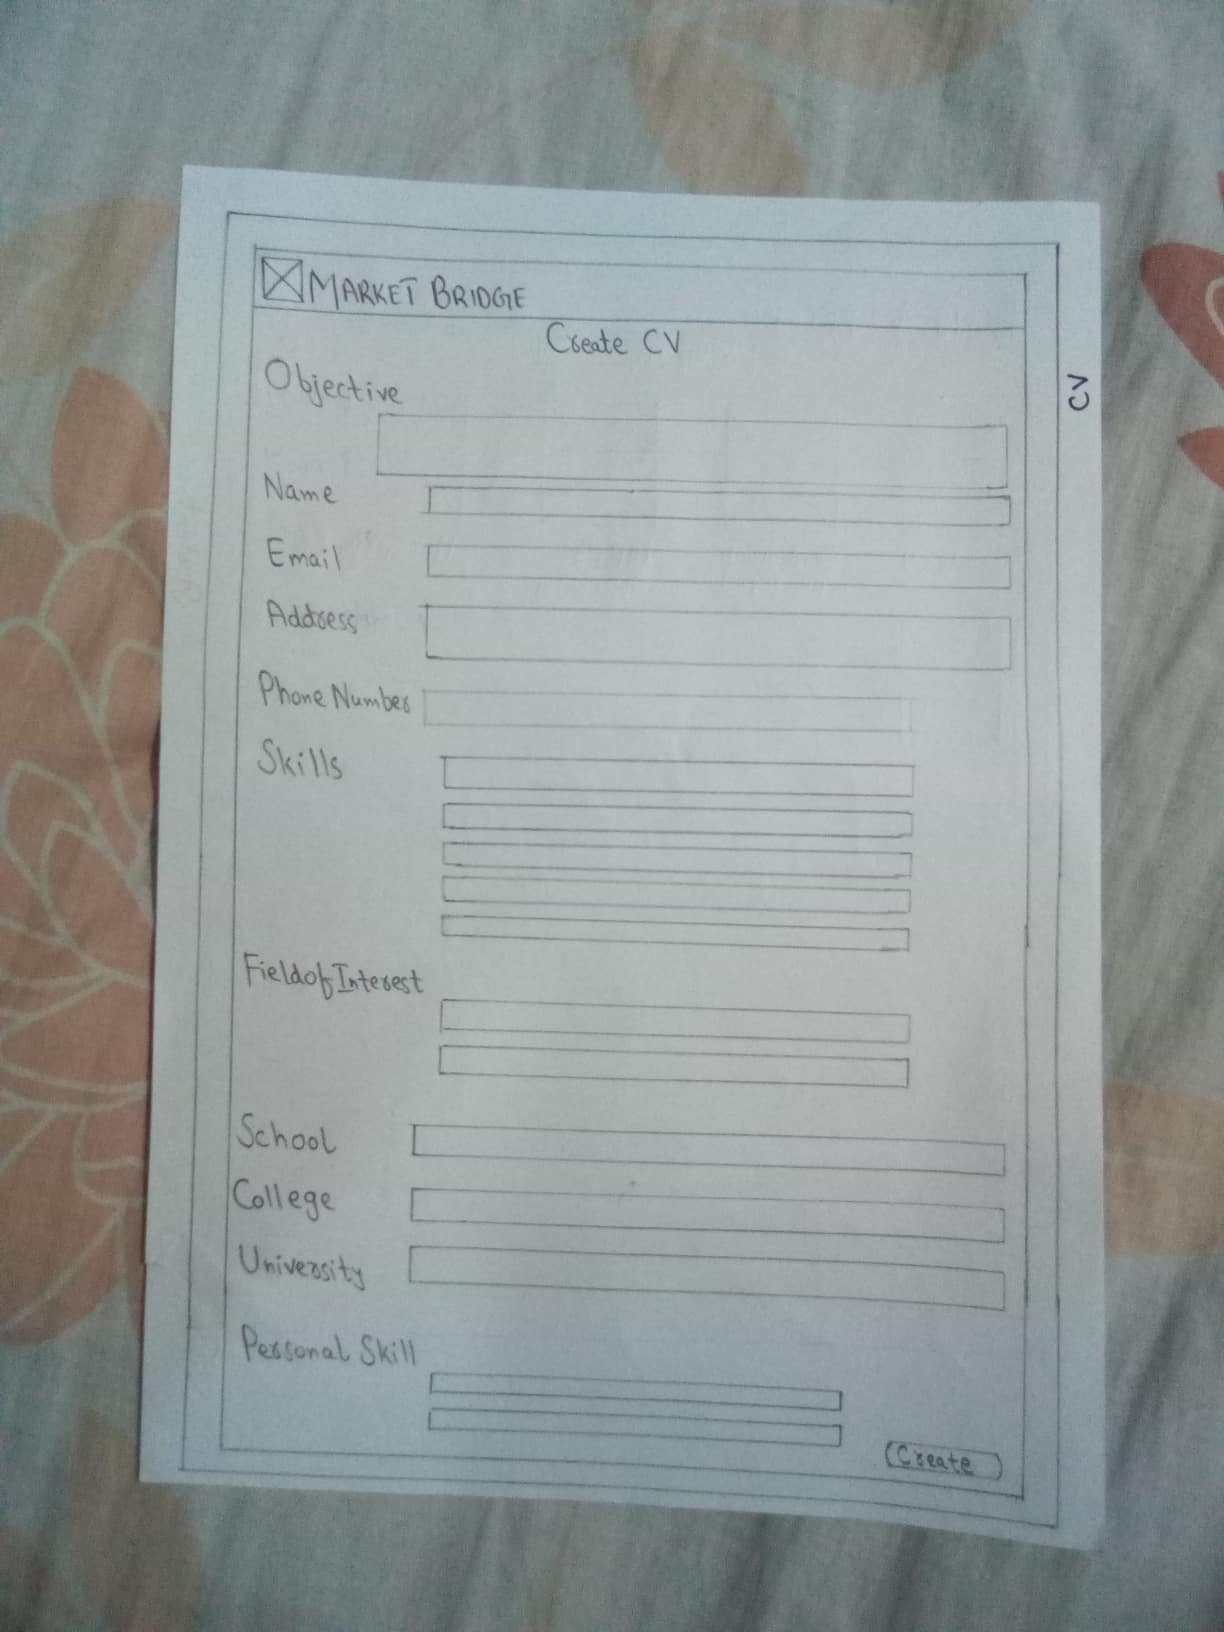 MARKET BRIDGE
Create CV
CV
Objective
Name
Email
Address
Phone Number
Skills
Field of Interest
School
College
University
Personal Skill
Create